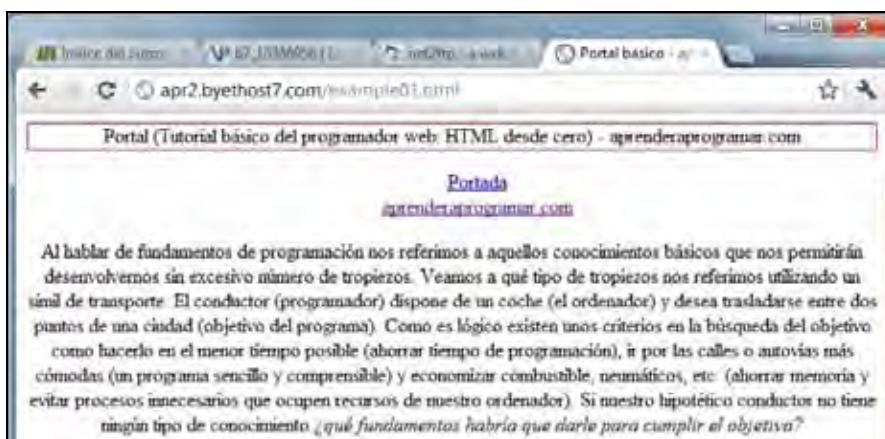 Índice del
Portal básico - ap
apr2.byethost7.com/example01.html
Portal (Tutorial básico del programador web: HTML desde cero) - aprenderaprogramar.com
Portada
aprenderaprogramar.com
Al hablar de fundamentos de programación nos referimos a aquellos conocimientos básicos que nos permitirán
desenvolvernos sin excesivo número de tropiezos. Veamos a qué tipo de tropiezos nos referimos utilizando un
símil de transporte. El conductor (programador) dispone de un coche (el ordenador) y desea trasladarse entre dos
puntos de una ciudad (objetivo del programa). Como es lógico existen unos criterios en la búsqueda del objetivo
como hacerlo en el menor tiempo posible (ahorrar tiempo de programación), ir por las calles o autovías más
cómodas (un programa sencillo y comprensible) y economizar combustible, neumáticos, etc. (ahorrar memoria y
evitar procesos innecesarios que ocupen recursos de nuestro ordenador). Si nuestro hipotético conductor no tiene
ningún tipo de conocimiento ¿qué fundamentos habría que darle para cumplir el objetivo?